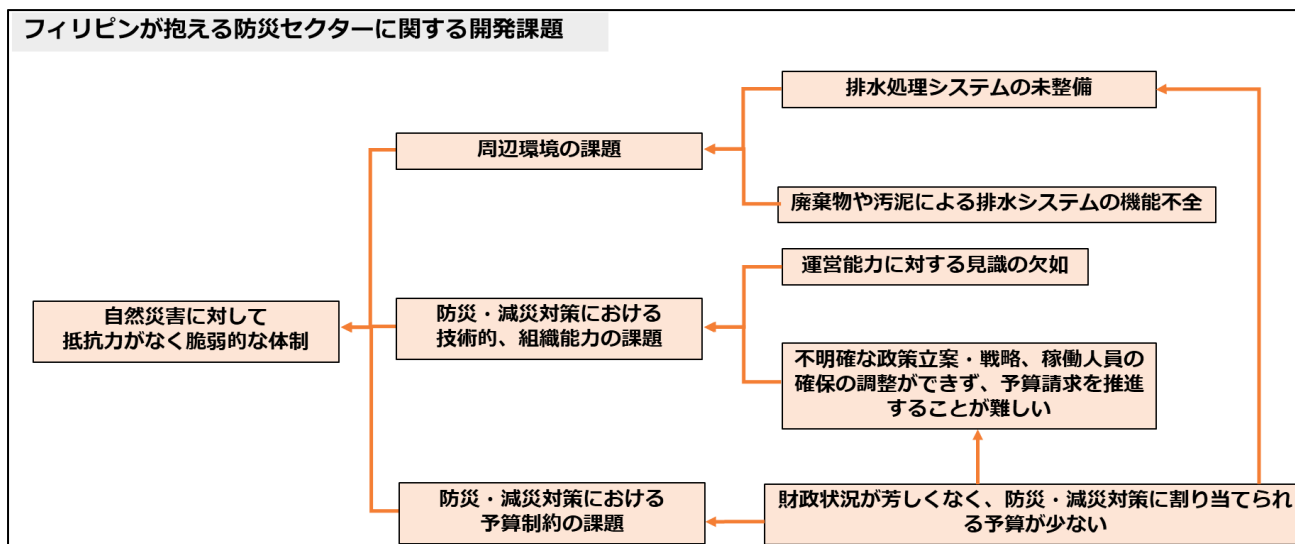 フィリピンが抱える防災セクターに関する開発課題
排水処理システムの未整備
周辺環境の課題
廃棄物や汚泥による排水システムの機能不全
運営能力に対する見識の欠如
自然災害に対して
抵抗力がなく脆弱的な体制
防災・減災対策における
技術的、組織能力の課題
不明確な政策立案・戦略、稼働人員の
確保の調整ができず、予算請求を推進
することが難しい
防災・減災対策における
予算制約の課題
財政状況が芳しくなく、防災・減災対策に割り当てられ
る予算が少ない